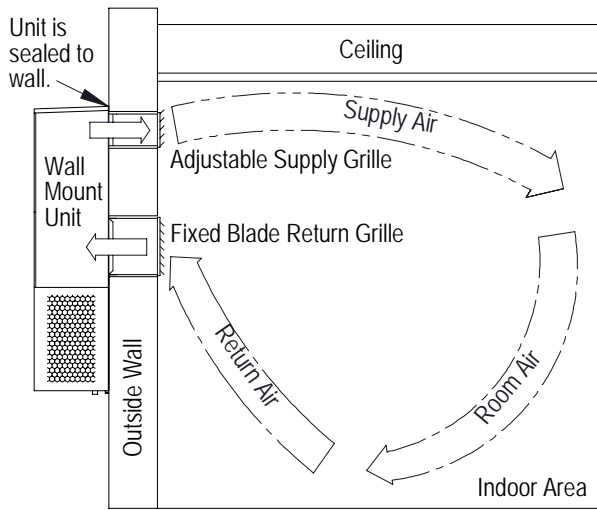 Unit is
sealed to
wall.
Ceiling
Supply Air
Adjustable Supply Grille
Wall
Mount
Unit
Fixed Blade Return Grille
Return Air
Room Air
Outside Wall
Indoor Area